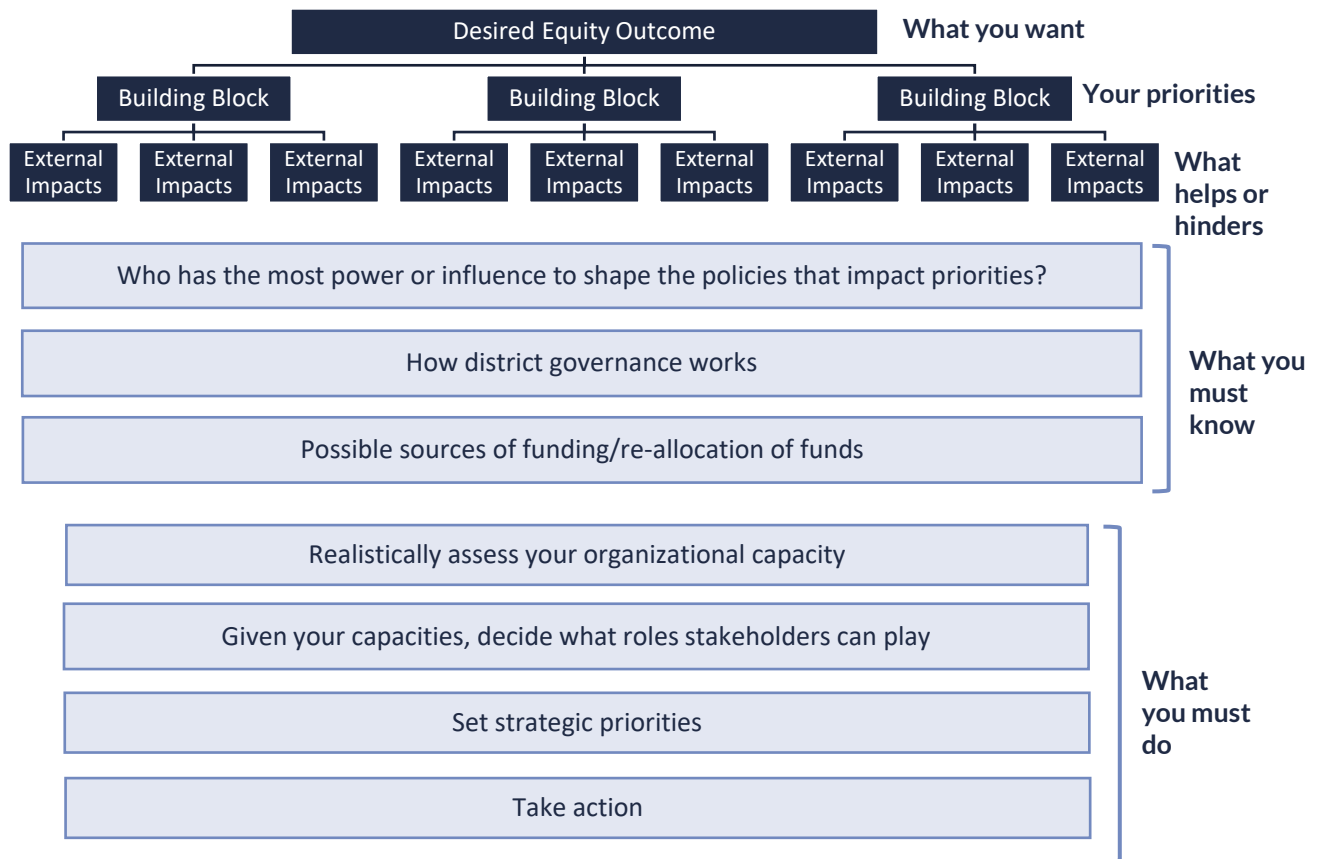 Desired Equity Outcome
What you want
Building Block
Building Block
Building Block
Your priorities
External
Impacts
External
Impacts
External
Impacts
External
Impacts
External
Impacts
External
Impacts
External
Impacts
External
Impacts
External
Impacts
What
helps or
hinders
Who has the most power or influence to shape the policies that impact priorities?
How district governance works
Possible sources of funding/re-allocation of funds
What you
must
know
Realistically assess your organizational capacity
Given your capacities, decide what roles stakeholders can play
Set strategic priorities
Take action
What
you must
do